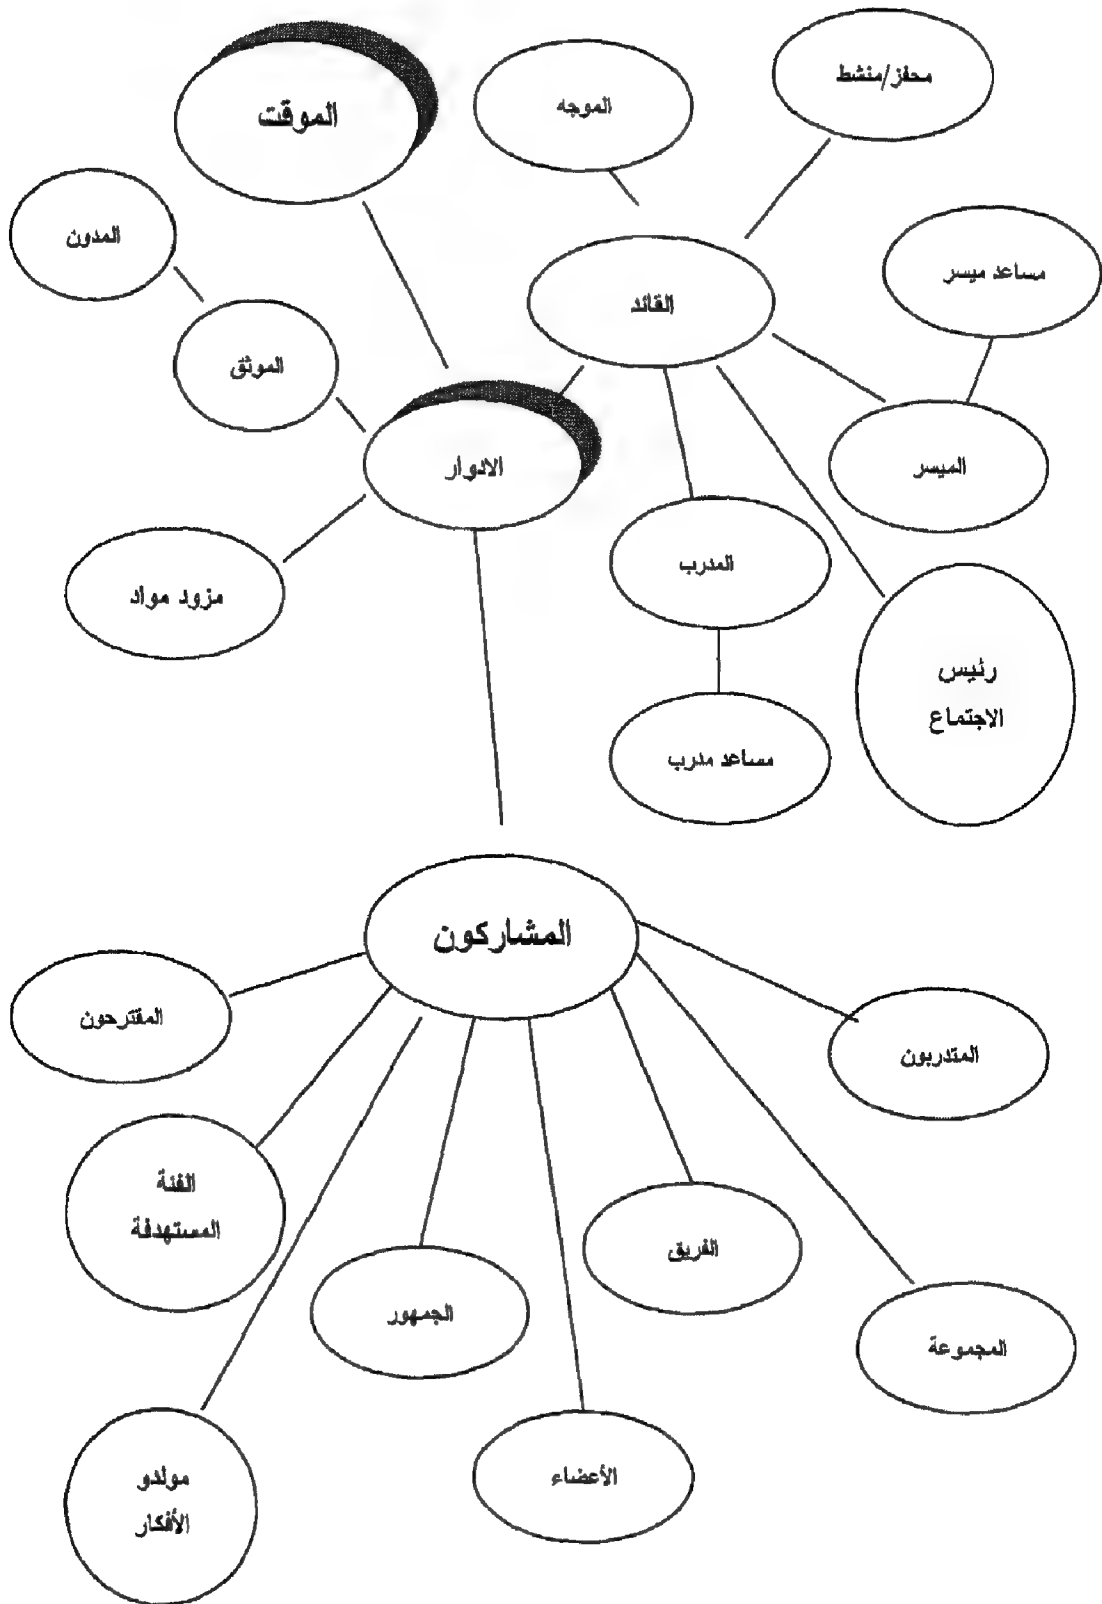 محفز/منشط
الموجه
الموقت
المدون
مساعد ميسر
القائد
الموثق
الميسر
الادوار
المدرب
مزود مواد
رئيس
الاجتماع
مساعد مدرب
المشاركون
المقترحون
المتدربون
الفئة
المستهدفة
الفريق
الجمهور
المجموعة
الأعضاء
مولدو
الأفكار